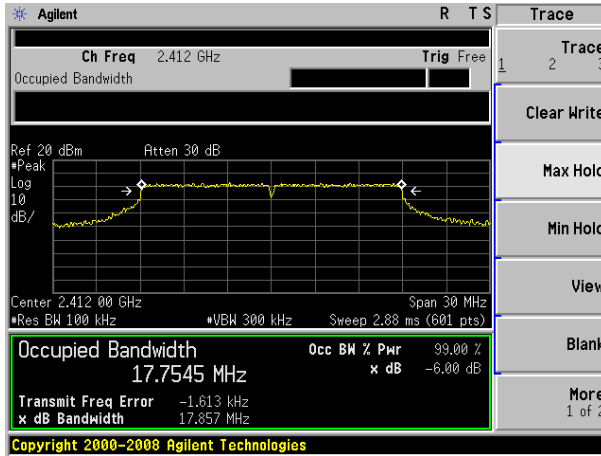 Agilent R T S Trace
Ch Freq 2.412 GHz Trig Free
Occupied Bandwidth
Trace
1 2 3
Clear Write
Max Hold
Min Hold
View
Blank
More
1 of 2
Ref 20 dBm Atten 30 dB
#Peak
Log
10
dB/
Center 2.412 00 GHz Span 30 MHz
#Res BW 100 kHz #VBW 300 kHz Sweep 2.88 ms (601 pts)
Occupied Bandwidth Occ BW % Pwr 99.00 %
17.7545 MHz x dB -6.00 dB
Transmit Freq Error -1.613 kHz
x dB Bandwidth 17.857 MHz
Copyright 2000-2008 Agilent Technologies